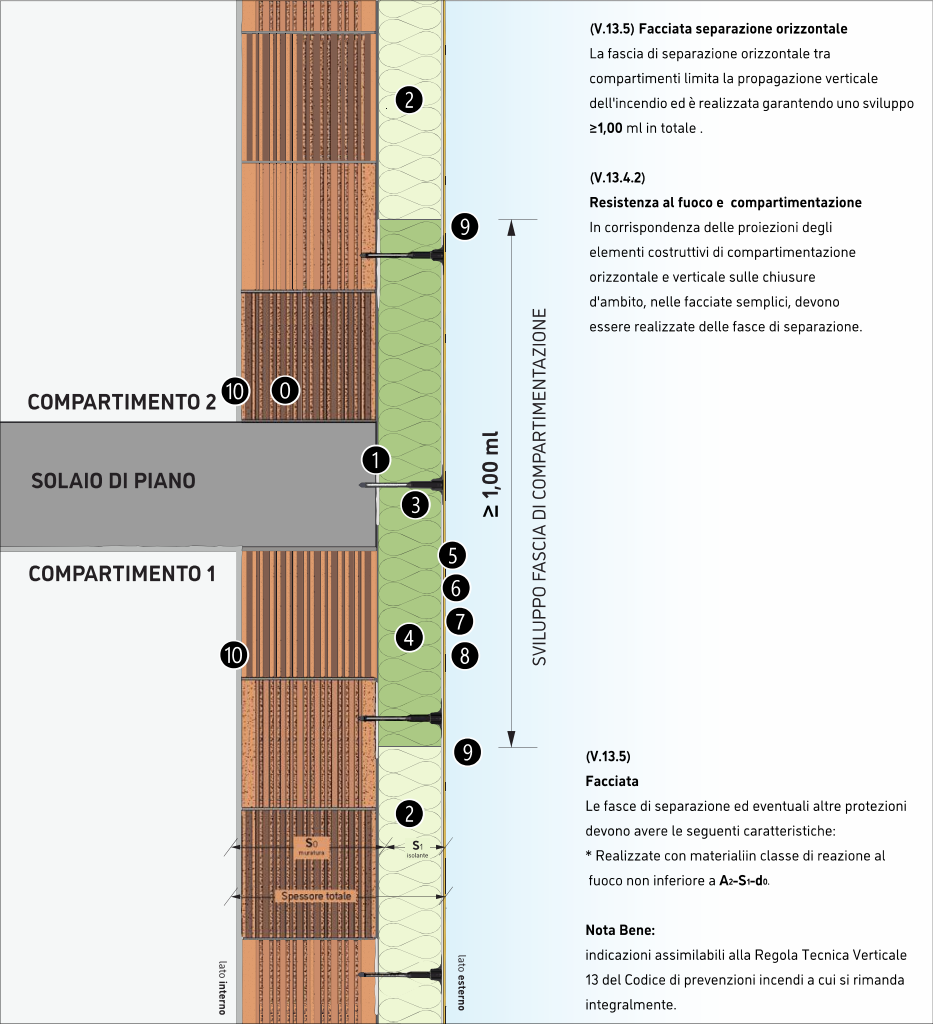 (V.13.5) Facciata separazione orizzontale
La fascia di separazione orizzontale tra
compartimenti limita la propagazione verticale
dell'incendio ed è realizzata garantendo uno sviluppo
≥1,00 ml in totale .
(V.13.4.2)
Resistenza al fuoco e compartimentazione
In corrispondenza delle proiezioni degli
elementi costruttivi di compartimentazione
orizzontale e verticale sulle chiusure
d'ambito, nelle facciate semplici, devono
essere realizzate delle fasce di separazione.
2
9
10
0
COMPARTIMENTO 2
1
SOLAIO DI PIANO
3
≥ 1,00 ml
SVILUPPO FASCIA DI COMPARTIMENTAZIONE
5
COMPARTIMENTO 1
6
7
4
10
8
9
2
(V.13.5)
Facciata
Le fasce di separazione ed eventuali altre protezioni
devono avere le seguenti caratteristiche:
* Realizzate con materialiin classe di reazione al
fuoco non inferiore a A2-S1-d0.
Nota Bene:
indicazioni assimilabili alla Regola Tecnica Verticale
13 del Codice di prevenzioni incendi a cui si rimanda
integralmente.
S0
muratura
S1
isolante
Spessore totale
lato interno
lato esterno